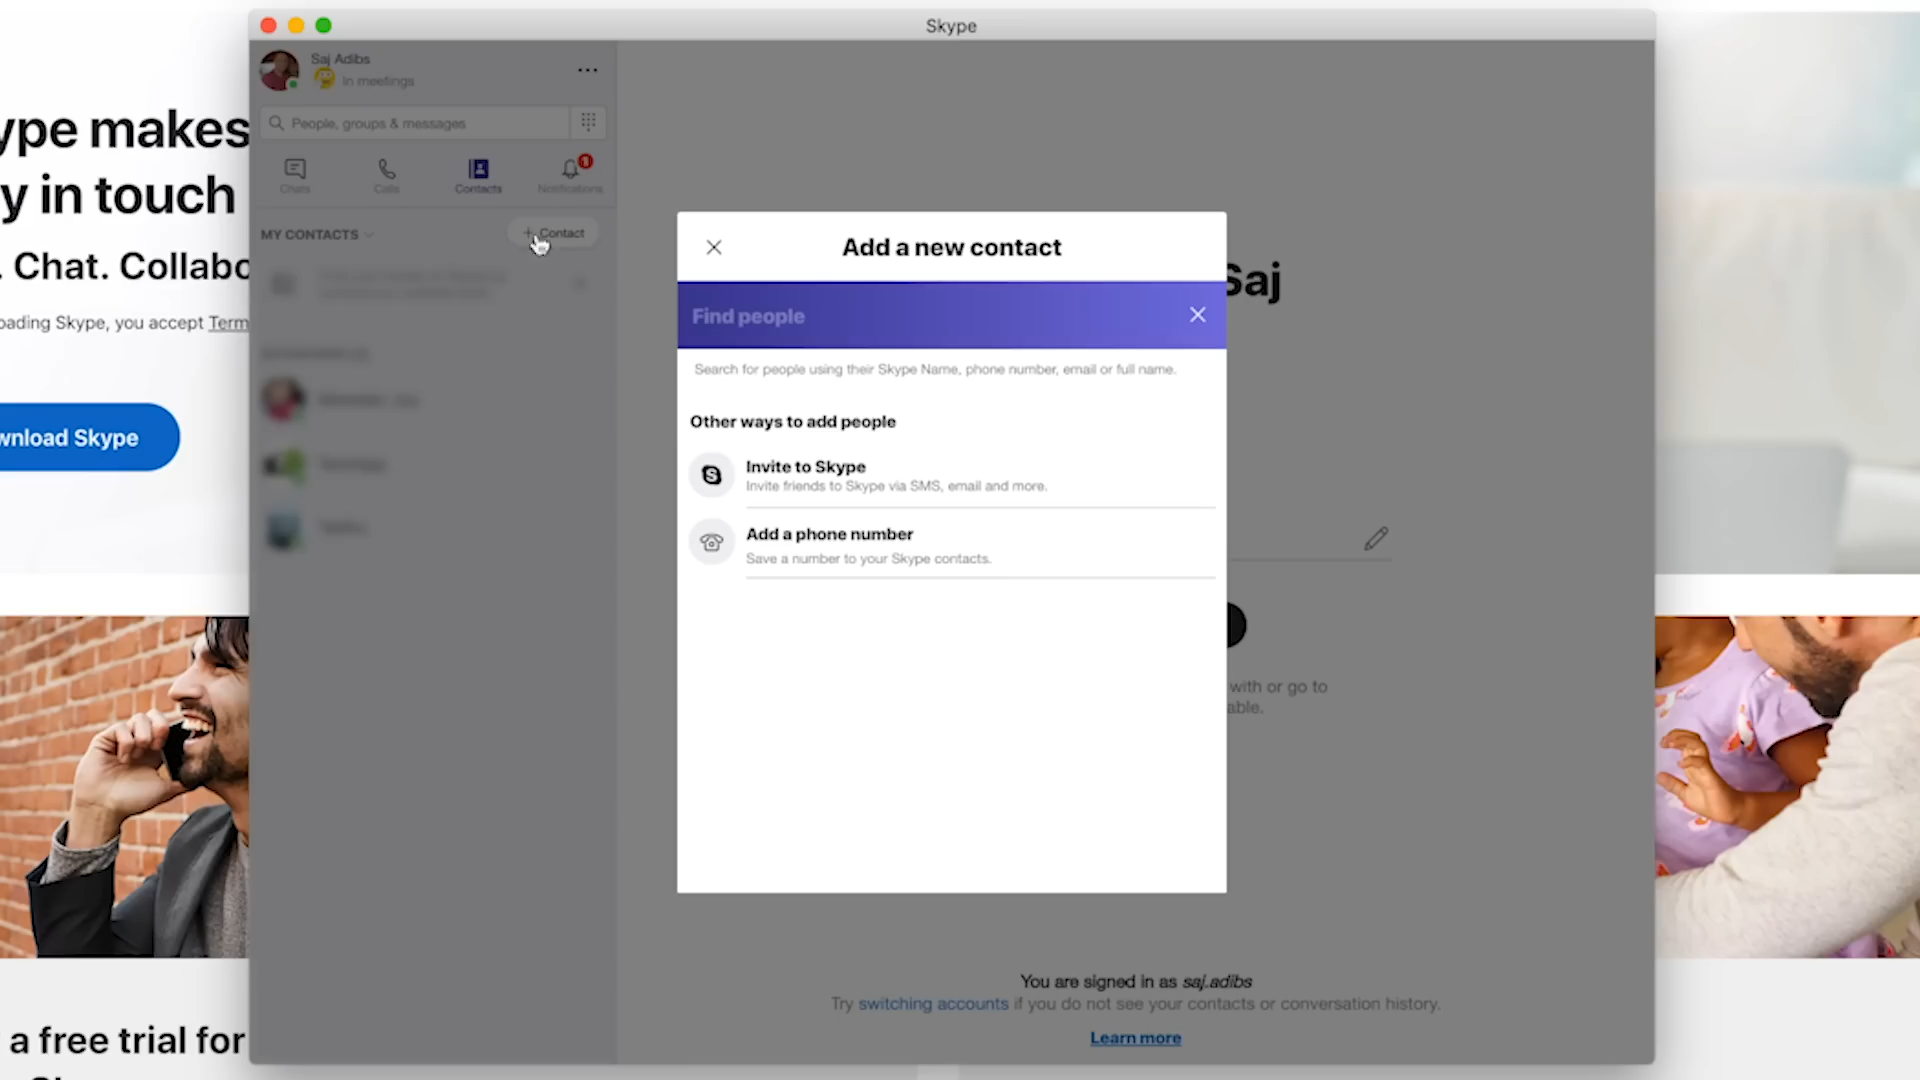 Skype
Saj Adibs
In meetings
People, groups & messages
Chats
Calls
Contacts
Notifications
1
MY CONTACTS
Contact
Add a new contact
Find people
Search for people using their Skype Name, phone number, email or full name.
Other ways to add people
Invite to Skype
Invite friends to Skype via SMS, email and more.
Add a phone number
Save a number to your Skype contacts.
Saj
with or go to
able.
You are signed in as saj.adibs
Try switching accounts if you do not see your contacts or conversation history.
Learn more
ype makes
y in touch
. Chat. Collabo
oading Skype, you accept Term
wnload Skype
a free trial for